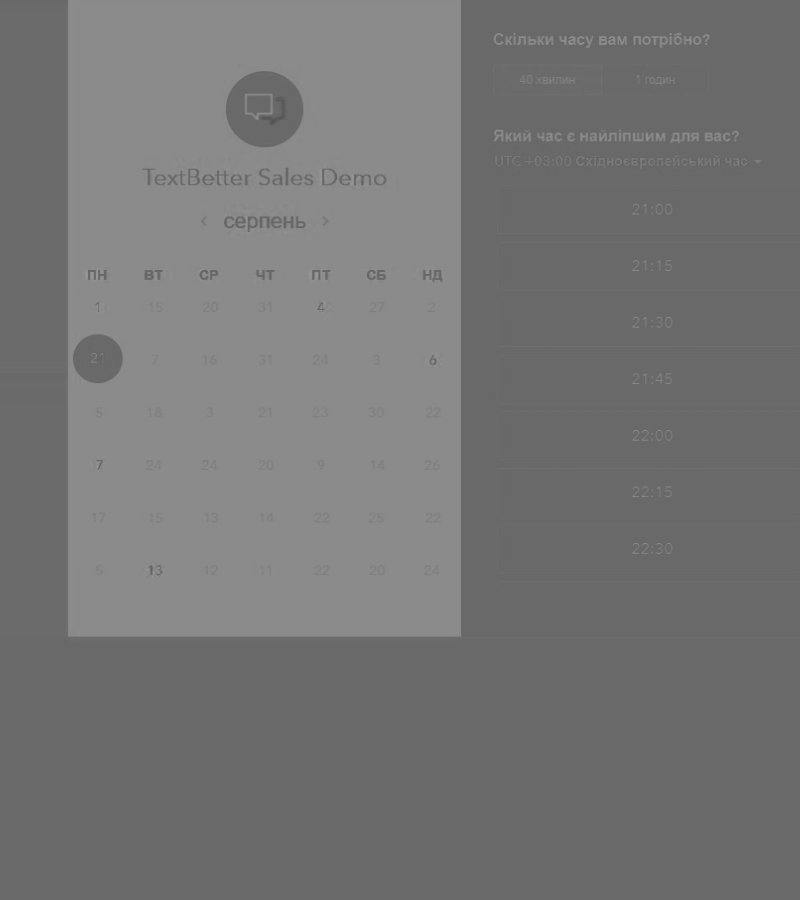 TextBetter Sales Demo
серпень
ПН ВТ СР ЧТ ПТ СБ НД
1 15 20 31 4 27 2
21 7 16 31 24 3 6
5 18 3 21 23 30 22
7 24 24 20 9 14 26
17 15 13 14 22 25 22
5 13 12 11 22 20 24
Скільки часу вам потрібно?
40 хвилин 1 годин
Який час є найліпшим для вас?
UTC +03:00 Східноєвропейський час
21:00
21:15
21:30
21:45
22:00
22:15
22:30